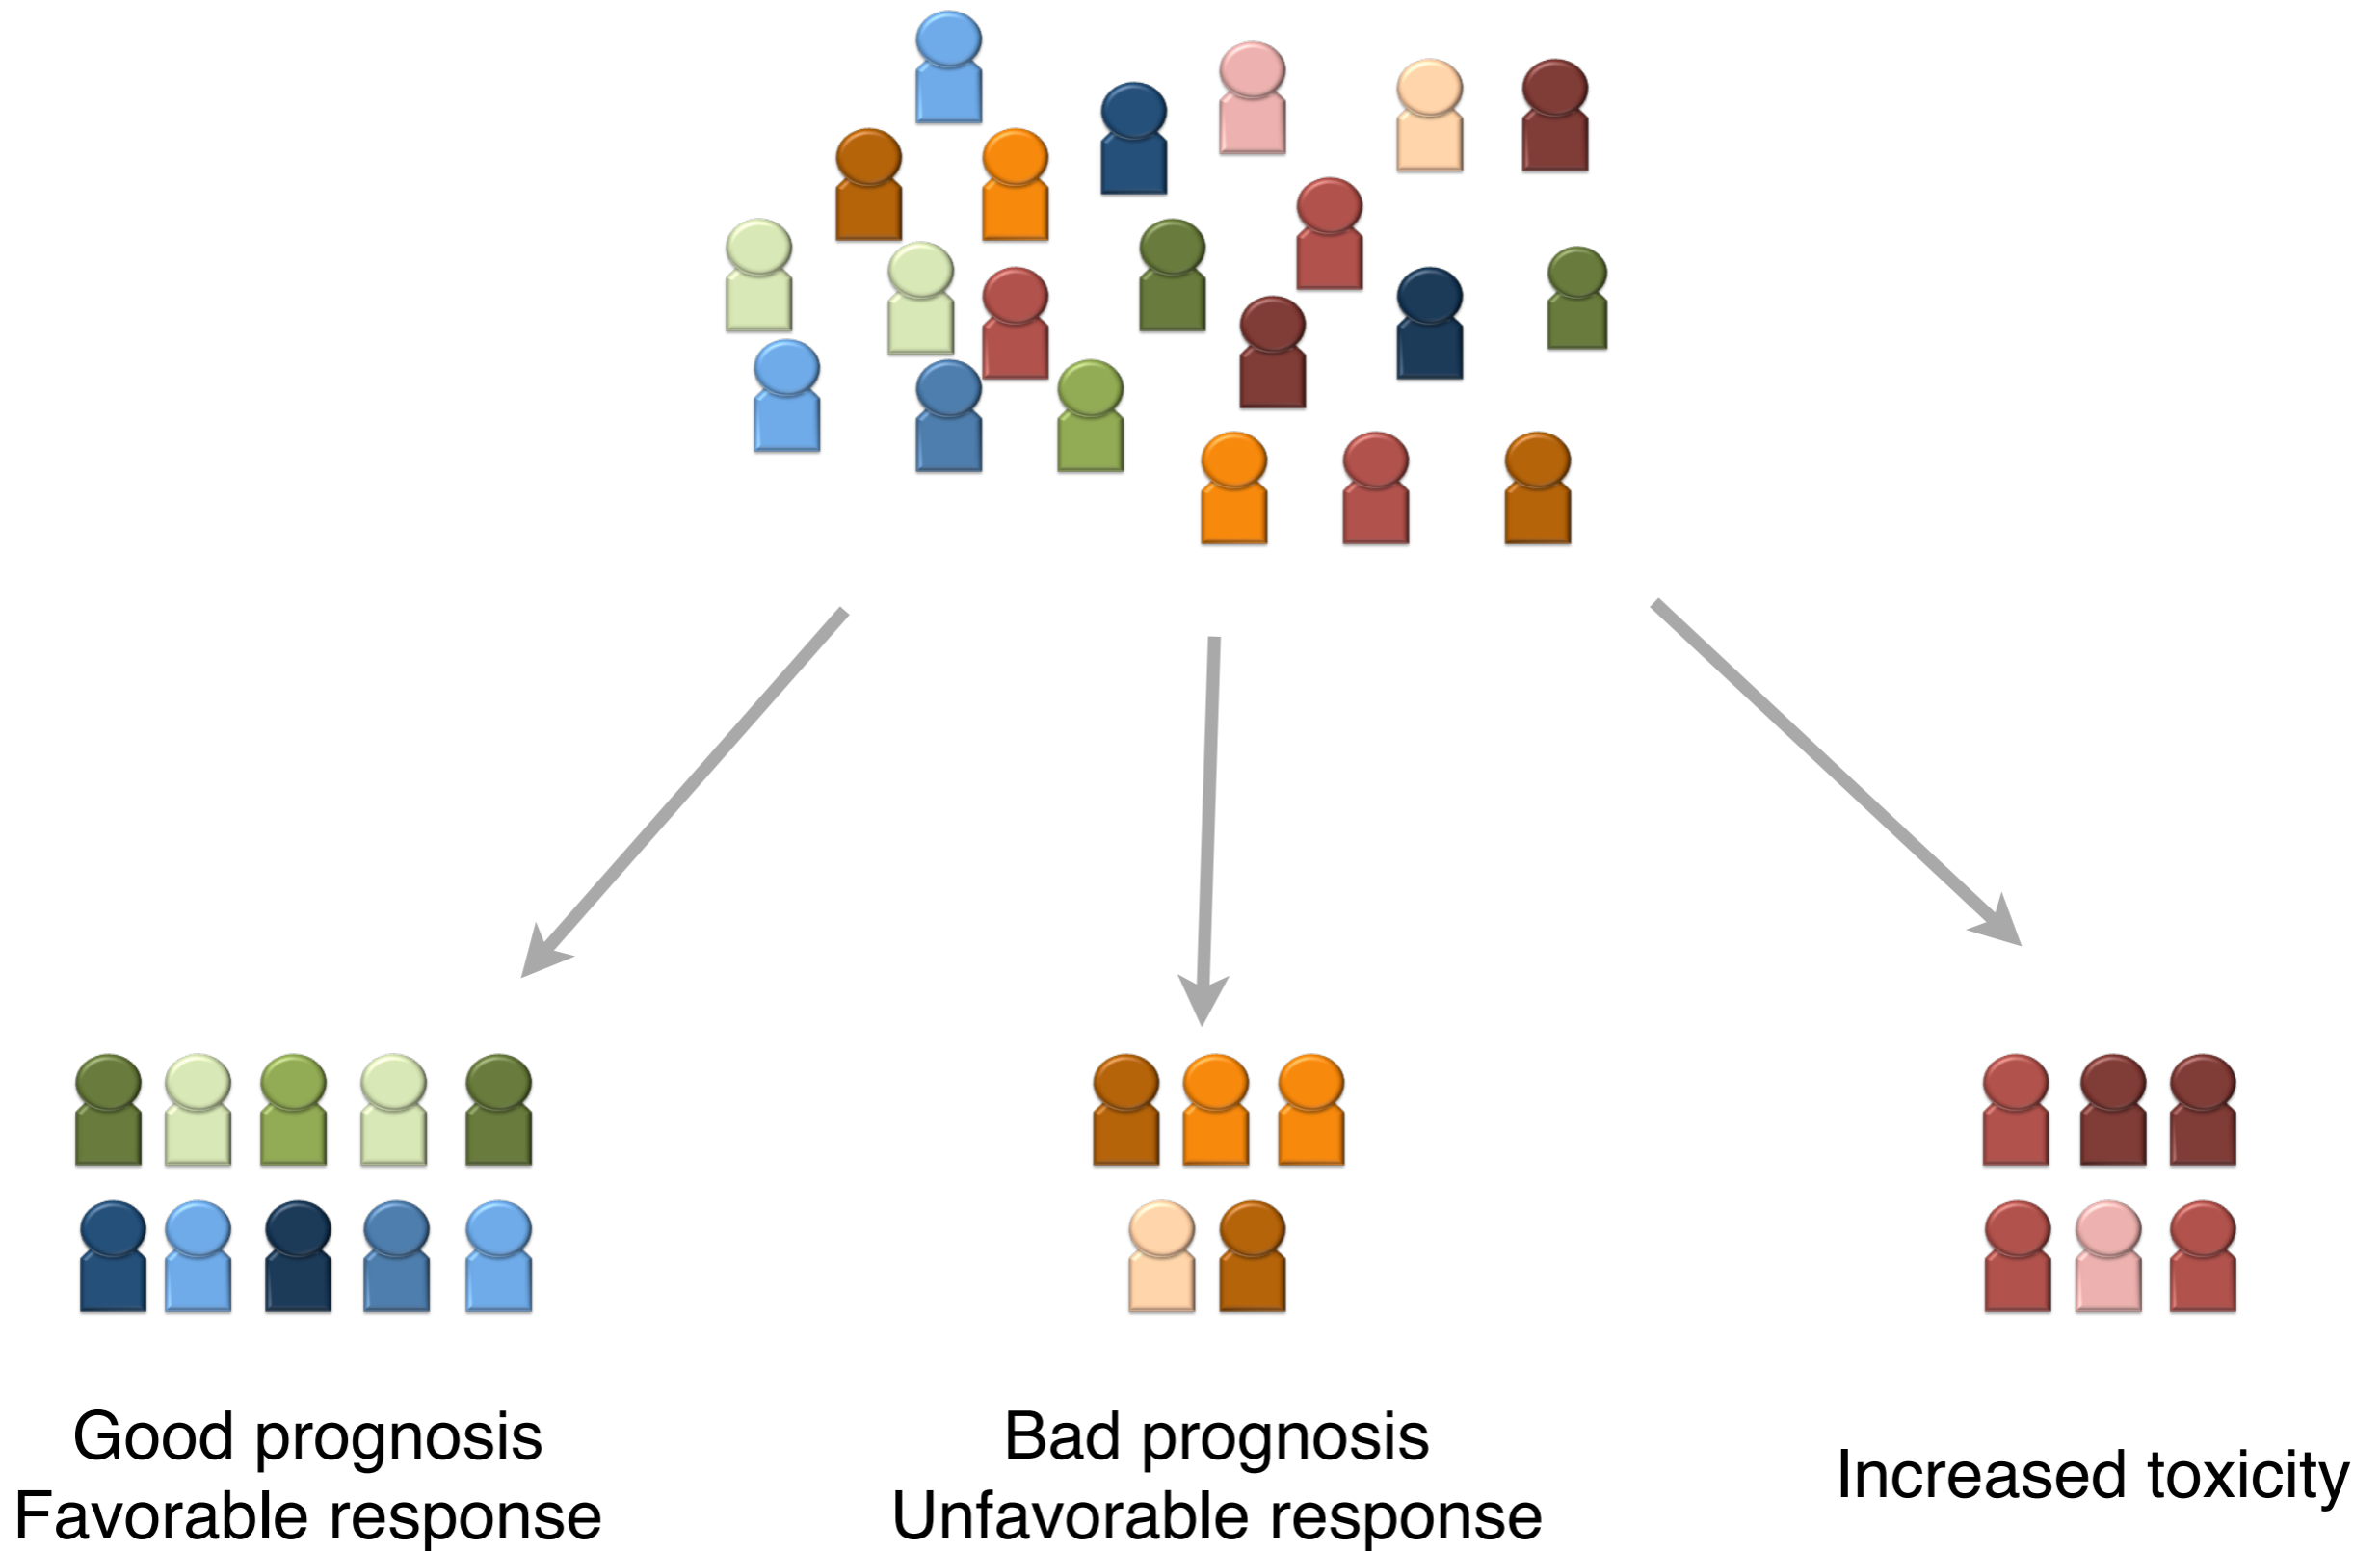 Good prognosis
Favorable response
Bad prognosis
Unfavorable response
Increased toxicity